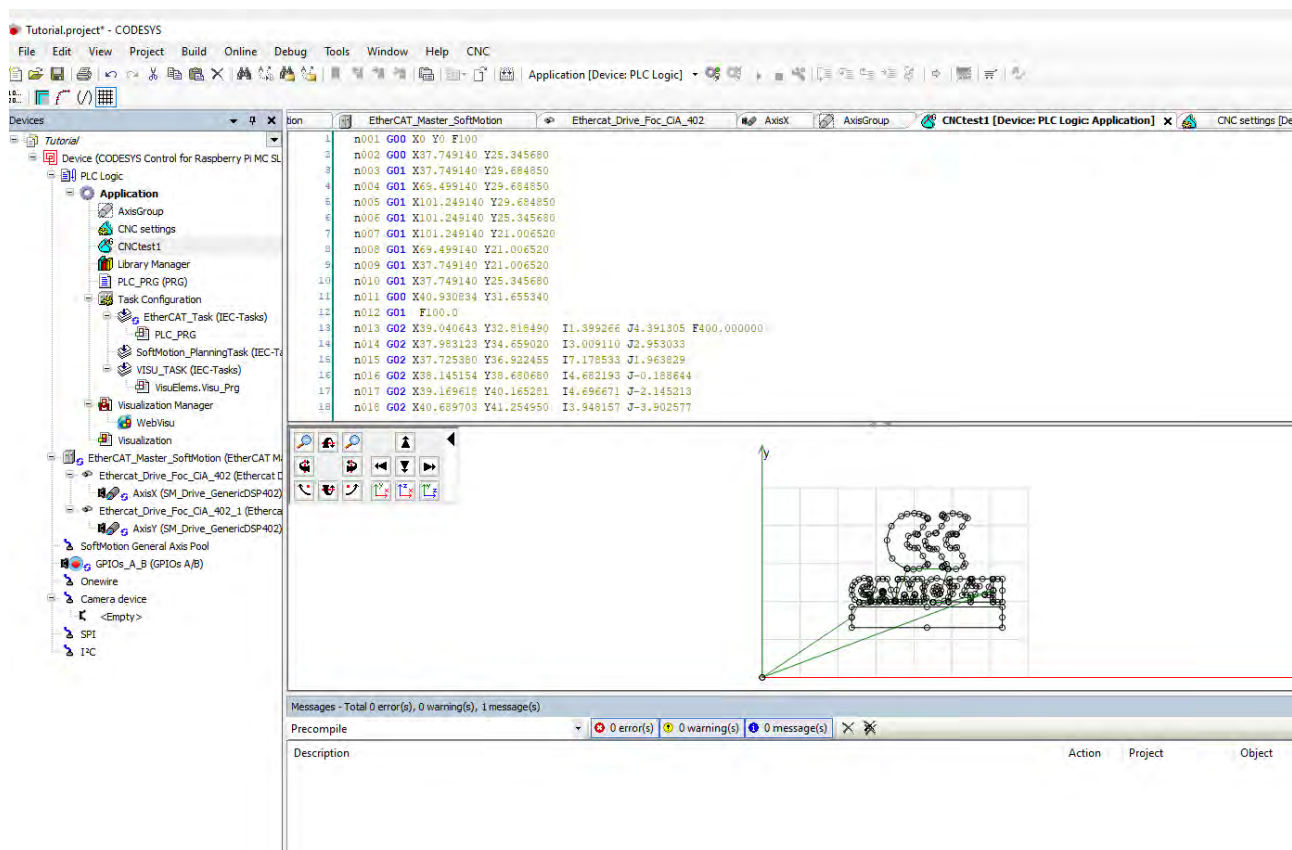 Tutorial.project* - CODESYS
File Edit View Project Build Online Debug Tools Window Help CNC
Application [Device: PLC Logic]
Devices
tion EtherCAT_Master_SoftMotion Ethercat_Drive_Foc_CiA_402 AxisX AxisGroup CNCtest1 [Device: PLC Logic: Application] CNC settings [De
Tutorial
Device (CODESYS Control for Raspberry Pi MC SL
PLC Logic
Application
AxisGroup
CNC settings
CNCtest1
Library Manager
PLC_PRG (PRG)
Task Configuration
EtherCAT_Task (IEC-Tasks)
PLC_PRG
SoftMotion_PlanningTask (IEC-Ta
VISU_TASK (IEC-Tasks)
VisuElems.Visu_Prg
Visualization Manager
WebVisu
Visualization
EtherCAT_Master_SoftMotion (EtherCAT M
Ethercat_Drive_Foc_CiA_402 (Ethercat D
AxisX (SM_Drive_GenericDSP402)
Ethercat_Drive_Foc_CiA_402_1 (Etherca
AxisY (SM_Drive_GenericDSP402)
SoftMotion General Axis Pool
GPIOs_A_B (GPIOs A/B)
Onewire
Camera device
<Empty>
SPI
I²C
1 n001 G00 X0 Y0 F100
2 n002 G00 X37.749140 Y25.345680
3 n003 G01 X37.749140 Y29.684850
4 n004 G01 X69.499140 Y29.684850
5 n005 G01 X101.249140 Y29.684850
6 n006 G01 X101.249140 Y25.345680
7 n007 G01 X101.249140 Y21.006520
8 n008 G01 X69.499140 Y21.006520
9 n009 G01 X37.749140 Y21.006520
10 n010 G01 X37.749140 Y25.345680
11 n011 G00 X40.930834 Y31.655340
12 n012 G01 F100.0
13 n013 G02 X39.040643 Y32.818490 I1.399266 J4.391305 F400.000000
14 n014 G02 X37.983123 Y34.659020 I3.009110 J2.953033
15 n015 G02 X37.725380 Y36.922455 I7.178533 J1.963829
16 n016 G02 X38.145154 Y38.680680 I4.682193 J-0.188644
17 n017 G02 X39.169618 Y40.165281 I4.696671 J-2.145213
18 n018 G02 X40.689703 Y41.254950 I3.948157 J-3.902577
y
Messages - Total 0 error(s), 0 warning(s), 1 message(s)
Precompile 0 error(s) 0 warning(s) 0 message(s)
Description Action Project Object